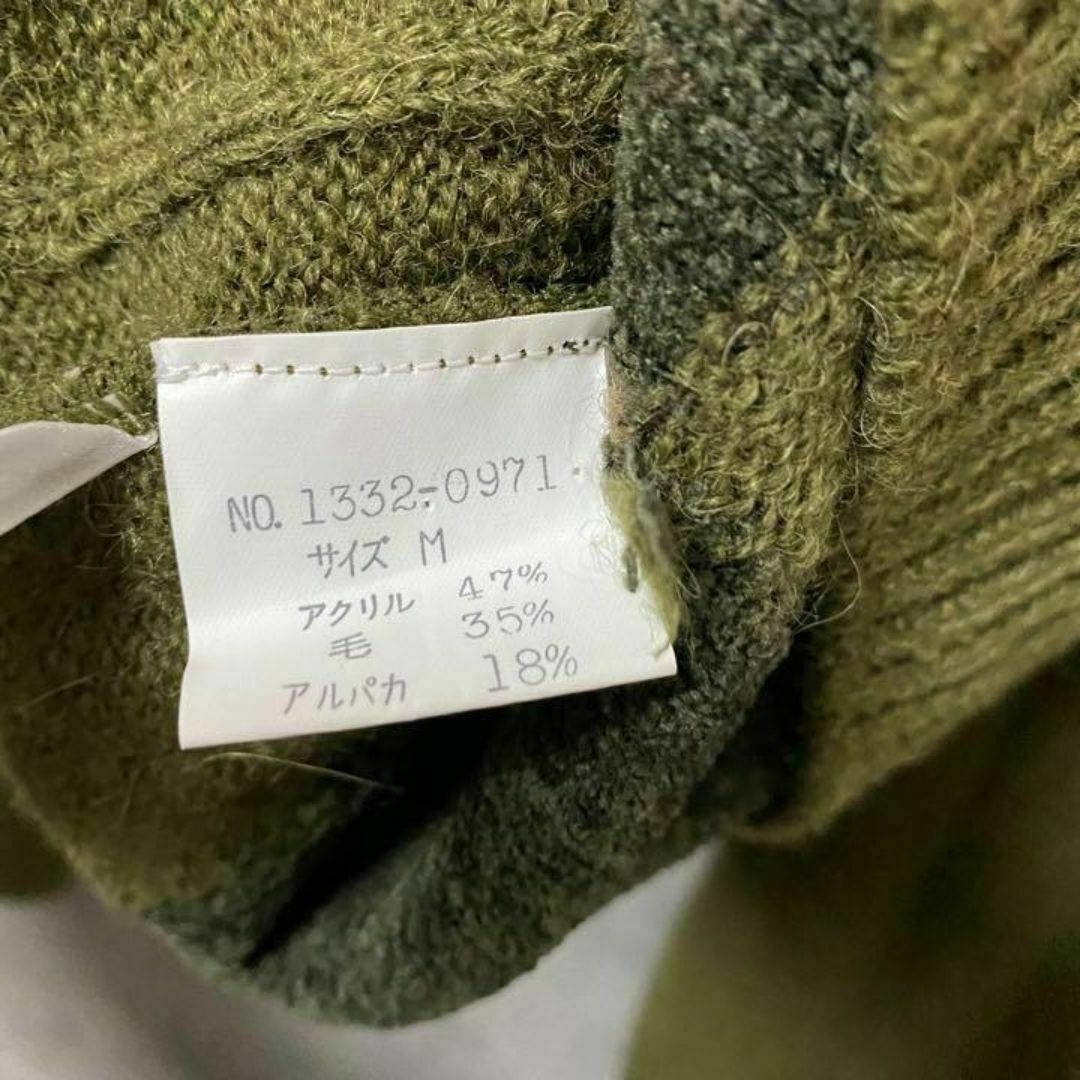 NO. 1332-0971
サイズ M
アクリル 47%
毛 35%
アルパカ 18%